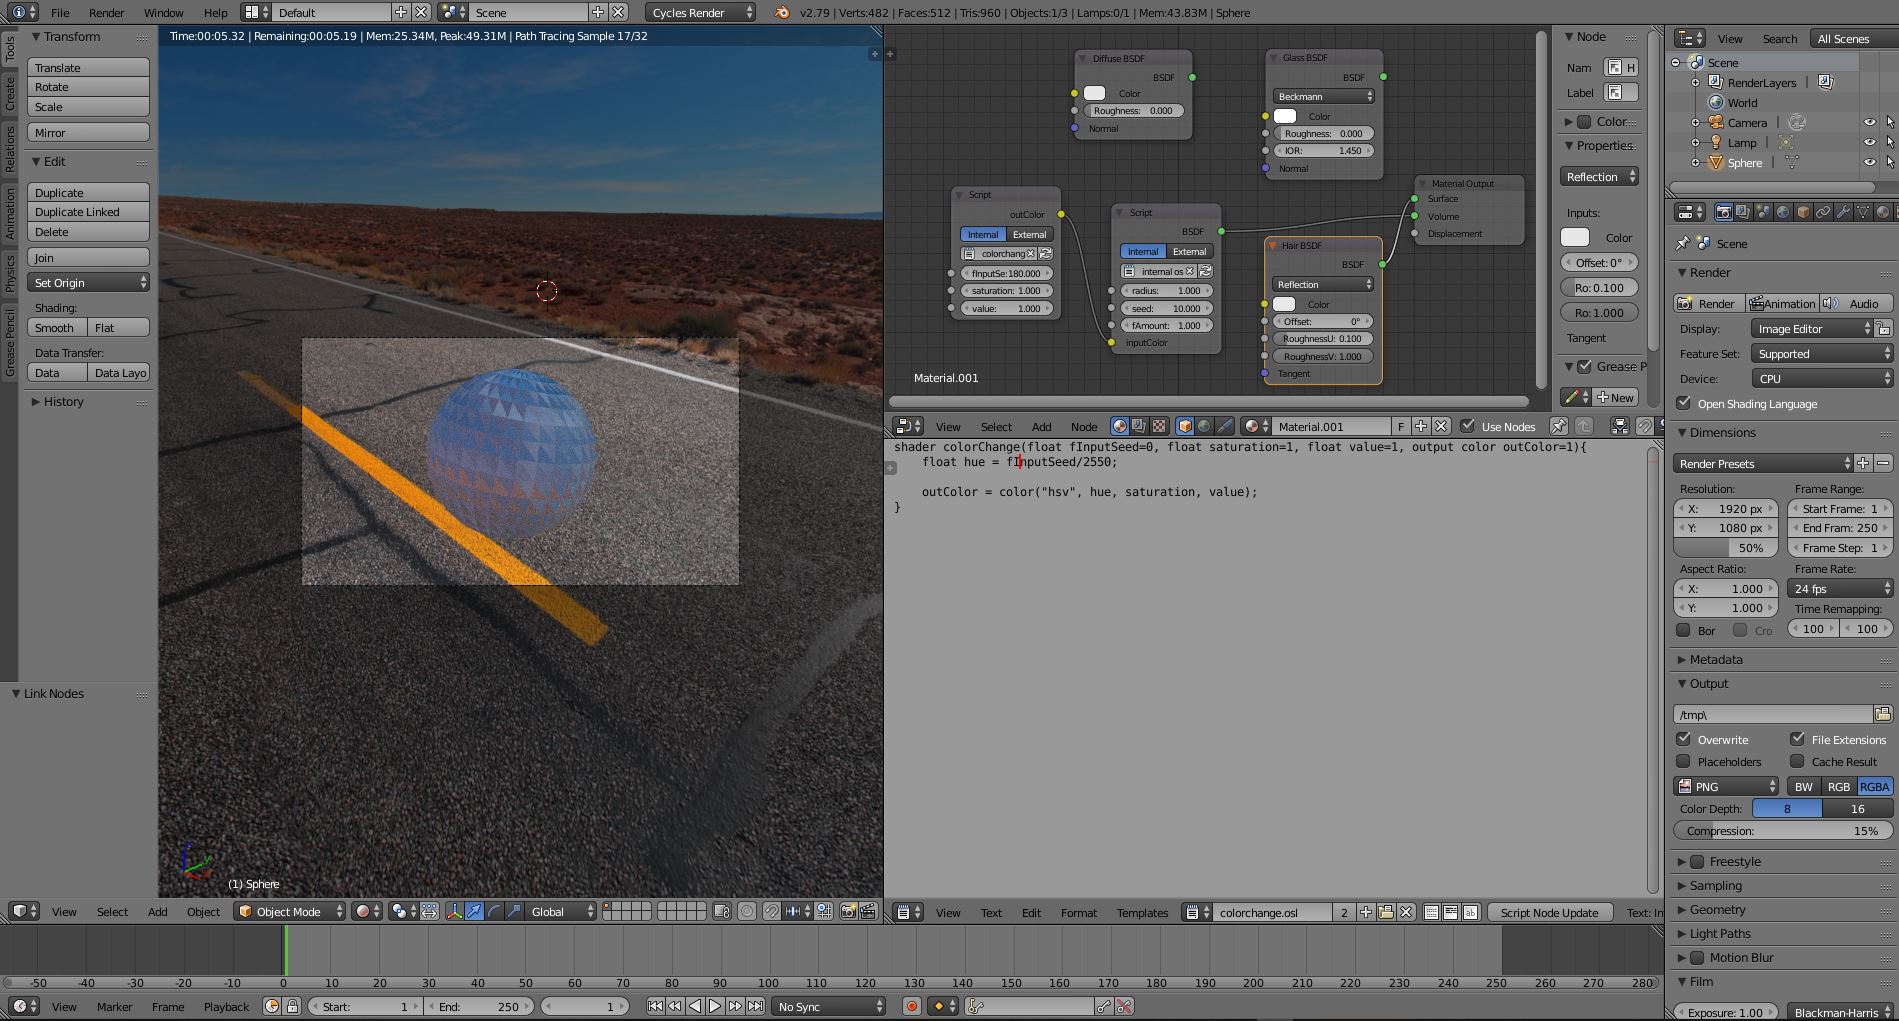 File Render Window Help Default Scene Cycles Render v2.79 | Verts:482 | Faces:512 | Tris:960 | Objects:1/3 | Lamps:0/1 | Mem:43.83M | Sphere
Time:00:05.32 | Remaining:00:05.19 | Mem:25.34M, Peak:49.31M | Path Tracing Sample 17/32
Tools
Create
Relations
Animation
Physics
Grease Pencil
Transform
Translate
Rotate
Scale
Mirror
Edit
Duplicate
Duplicate Linked
Delete
Join
Set Origin
Shading:
Smooth Flat
Data Transfer:
Data Data Layo
History
Link Nodes
(1) Sphere
View Select Add Object Object Mode Global
Diffuse BSDF
BSDF
Color
Roughness: 0.000
Normal
Glass BSDF
BSDF
Beckmann
Color
Roughness: 0.000
IOR: 1.450
Normal
Script
outColor
Internal External
colorchang
fInputSe:180.000
saturation: 1.000
value: 1.000
Script
BSDF
Internal External
internal os
radius: 1.000
seed: 10.000
fAmount: 1.000
inputColor
Hair BSDF
BSDF
Reflection
Color
Offset: 0°
RoughnessU: 0.100
RoughnessV: 1.000
Tangent
Material Output
Surface
Volume
Displacement
Material.001
Node
Nam H
Label
Color
Properties
Reflection
Inputs:
Color
Offset: 0°
Ro: 0.100
Ro: 1.000
Tangent
Grease P
New
View Select Add Node Material.001 F Use Nodes
shader colorChange(float fInputSeed=0, float saturation=1, float value=1, output color outColor=1){
float hue = fInputSeed/2550;
outColor = color("hsv", hue, saturation, value);
}
View Text Edit Format Templates colorchange.osl 2 Script Node Update Text: In
View Search All Scenes
Scene
RenderLayers
World
Camera
Lamp
Sphere
Scene
Render
Render Animation Audio
Display: Image Editor
Feature Set: Supported
Device: CPU
Open Shading Language
Dimensions
Render Presets
Resolution: Frame Range:
X: 1920 px Start Frame: 1
Y: 1080 px End Fram: 250
50% Frame Step: 1
Aspect Ratio: Frame Rate:
X: 1.000 24 fps
Y: 1.000 Time Remapping:
Bor Cro 100 100
Metadata
Output
/tmp\
Overwrite File Extensions
Placeholders Cache Result
PNG BW RGB RGBA
Color Depth: 8 16
Compression: 15%
Freestyle
Sampling
Geometry
Light Paths
Motion Blur
Film
Exposure: 1.00 Blackman-Harris
-50 -40 -30 -20 -10 0 10 20 30 40 50 60 70 80 90 100 110 120 130 140 150 160 170 180 190 200 210 220 230 240 250 260 270 280
View Marker Frame Playback Start: 1 End: 250 1 No Sync